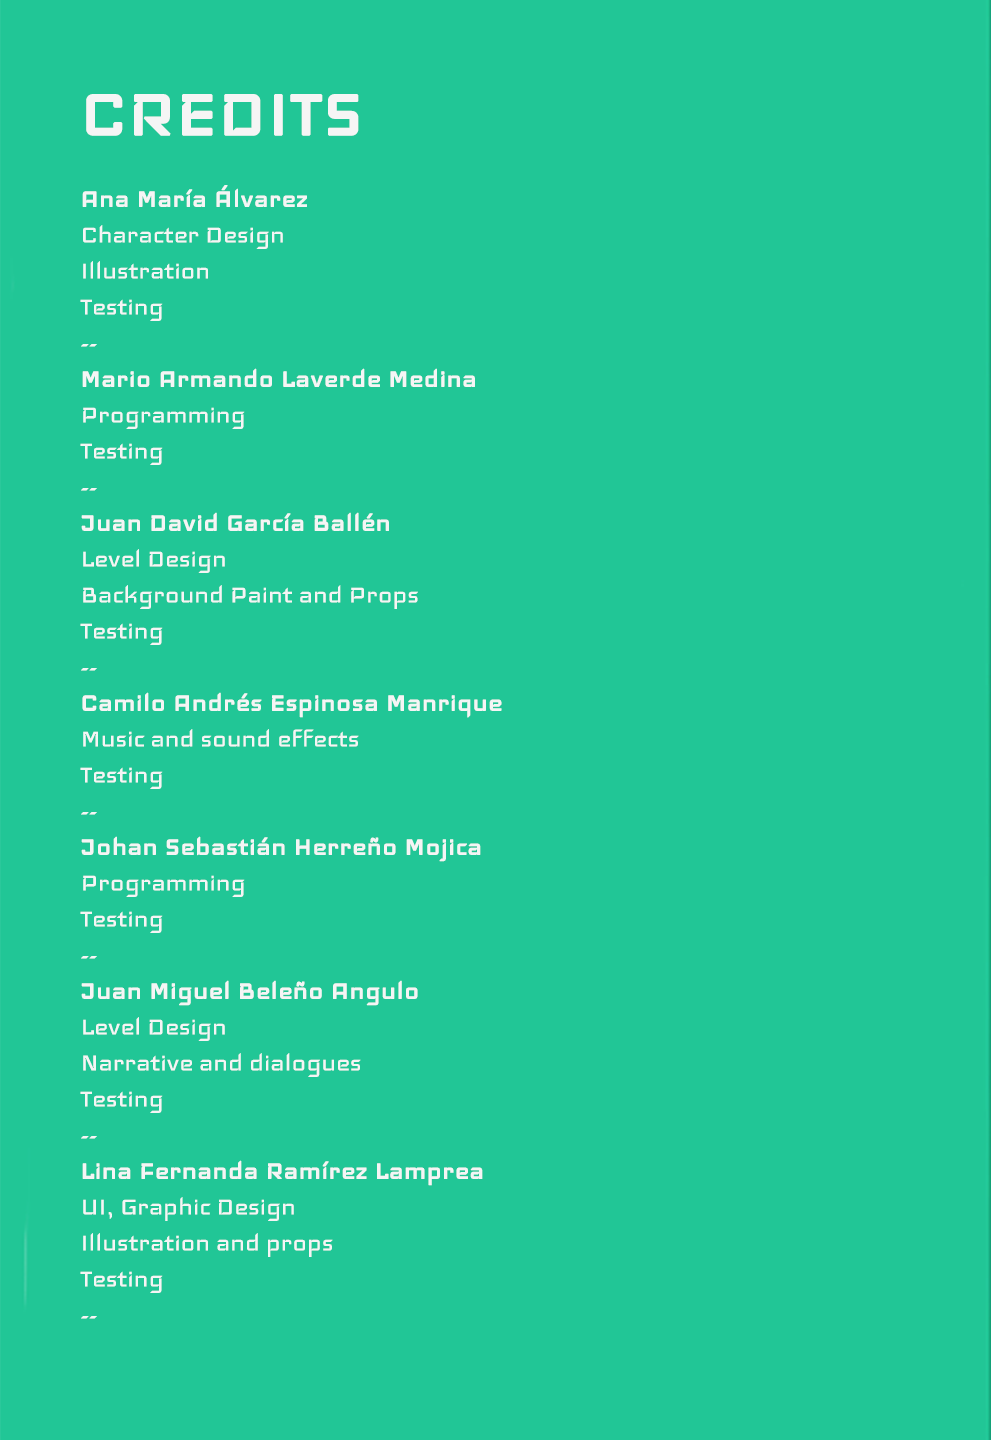 CREDITS
Ana María Álvarez
Character Design
Illustration
Testing
--
Mario Armando Laverde Medina
Programming
Testing
--
Juan David García Ballén
Level Design
Background Paint and Props
Testing
--
Camilo Andrés Espinosa Manrique
Music and sound effects
Testing
--
Johan Sebastián Herreño Mojica
Programming
Testing
--
Juan Miguel Beleño Angulo
Level Design
Narrative and dialogues
Testing
--
Lina Fernanda Ramírez Lamprea
UI, Graphic Design
Illustration and props
Testing
--